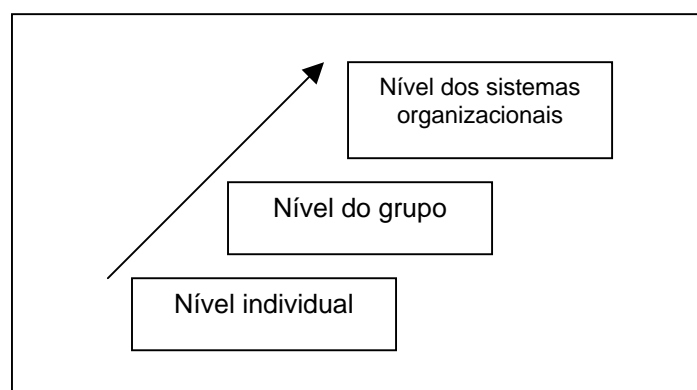 Nível dos sistemas
organizacionais
Nível do grupo
Nível individual